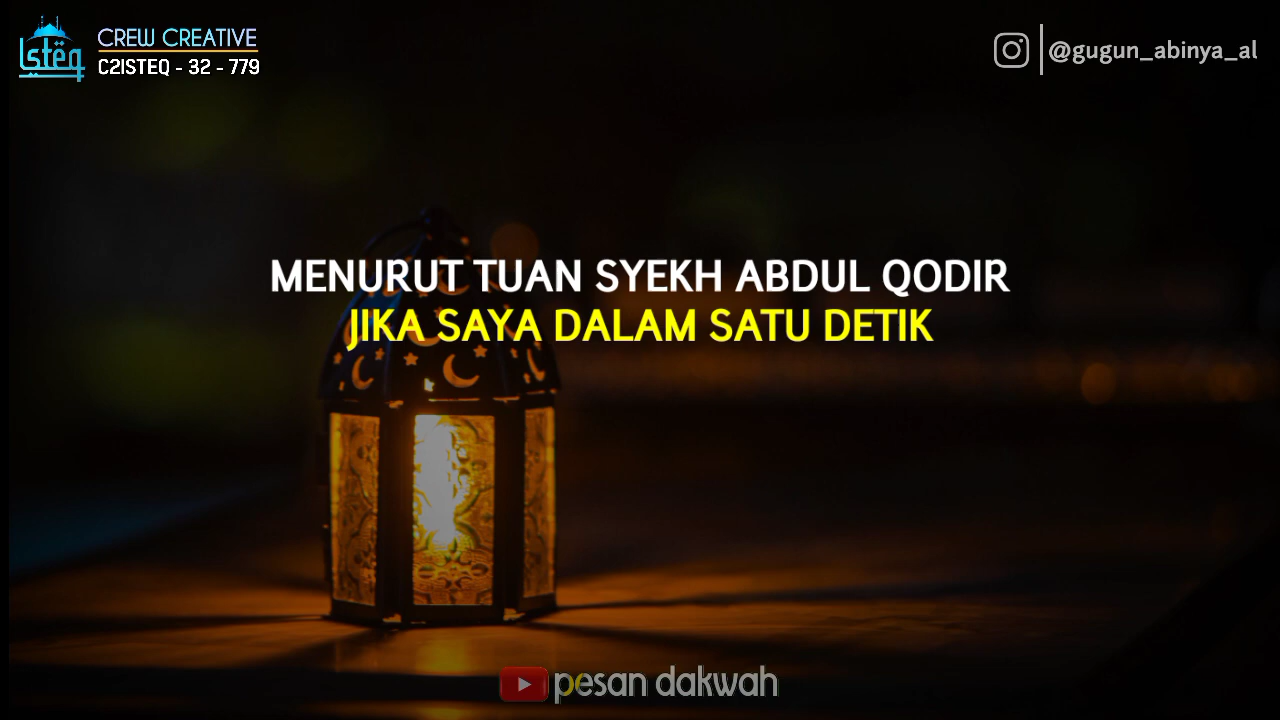 Isteq
CREW CREATIVE
C2ISTEQ - 32 - 779
@gugun_abinya_al
MENURUT TUAN SYEKH ABDUL QODIR
JIKA SAYA DALAM SATU DETIK
pesan dakwah